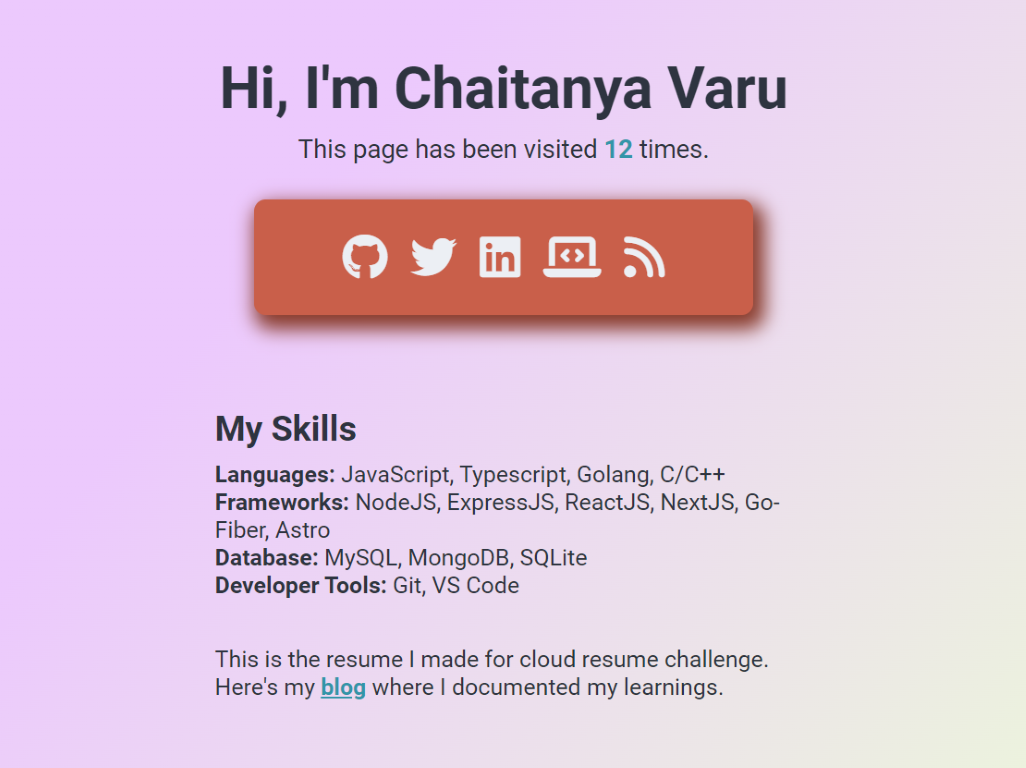 Hi, I'm Chaitanya Varu
This page has been visited 12 times.
in
My Skills
Languages: JavaScript, Typescript, Golang, C/C++
Frameworks: NodeJS, ExpressJS, ReactJS, NextJS, Go-
Fiber, Astro
Database: MySQL, MongoDB, SQLite
Developer Tools: Git, VS Code
This is the resume I made for cloud resume challenge.
Here's my blog where I documented my learnings.